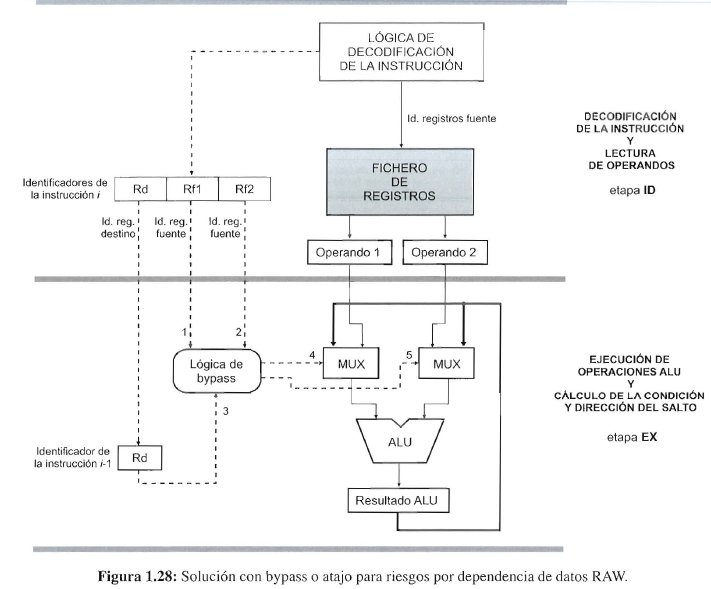 LÓGICA DE
DECODIFICACIÓN
DE LA INSTRUCCIÓN
Id. registros fuente
DECODIFICACIÓN
DE LA INSTRUCCIÓN
Y
LECTURA
DE OPERANDOS
etapa ID
Identificadores de
la instrucción i
Rd
Rf1
Rf2
FICHERO
DE
REGISTROS
Id. reg.
destino
Id. reg.
fuente
Id. reg.
fuente
Operando 1
Operando 2
1
2
Lógica de
bypass
4
MUX
5
MUX
3
EJECUCIÓN DE
OPERACIONES ALU
Y
CÁLCULO DE LA CONDICIÓN
Y DIRECCIÓN DEL SALTO
etapa EX
ALU
Identificador de
la instrucción i-1
Rd
Resultado ALU
Figura 1.28: Solución con bypass o atajo para riesgos por dependencia de datos RAW.